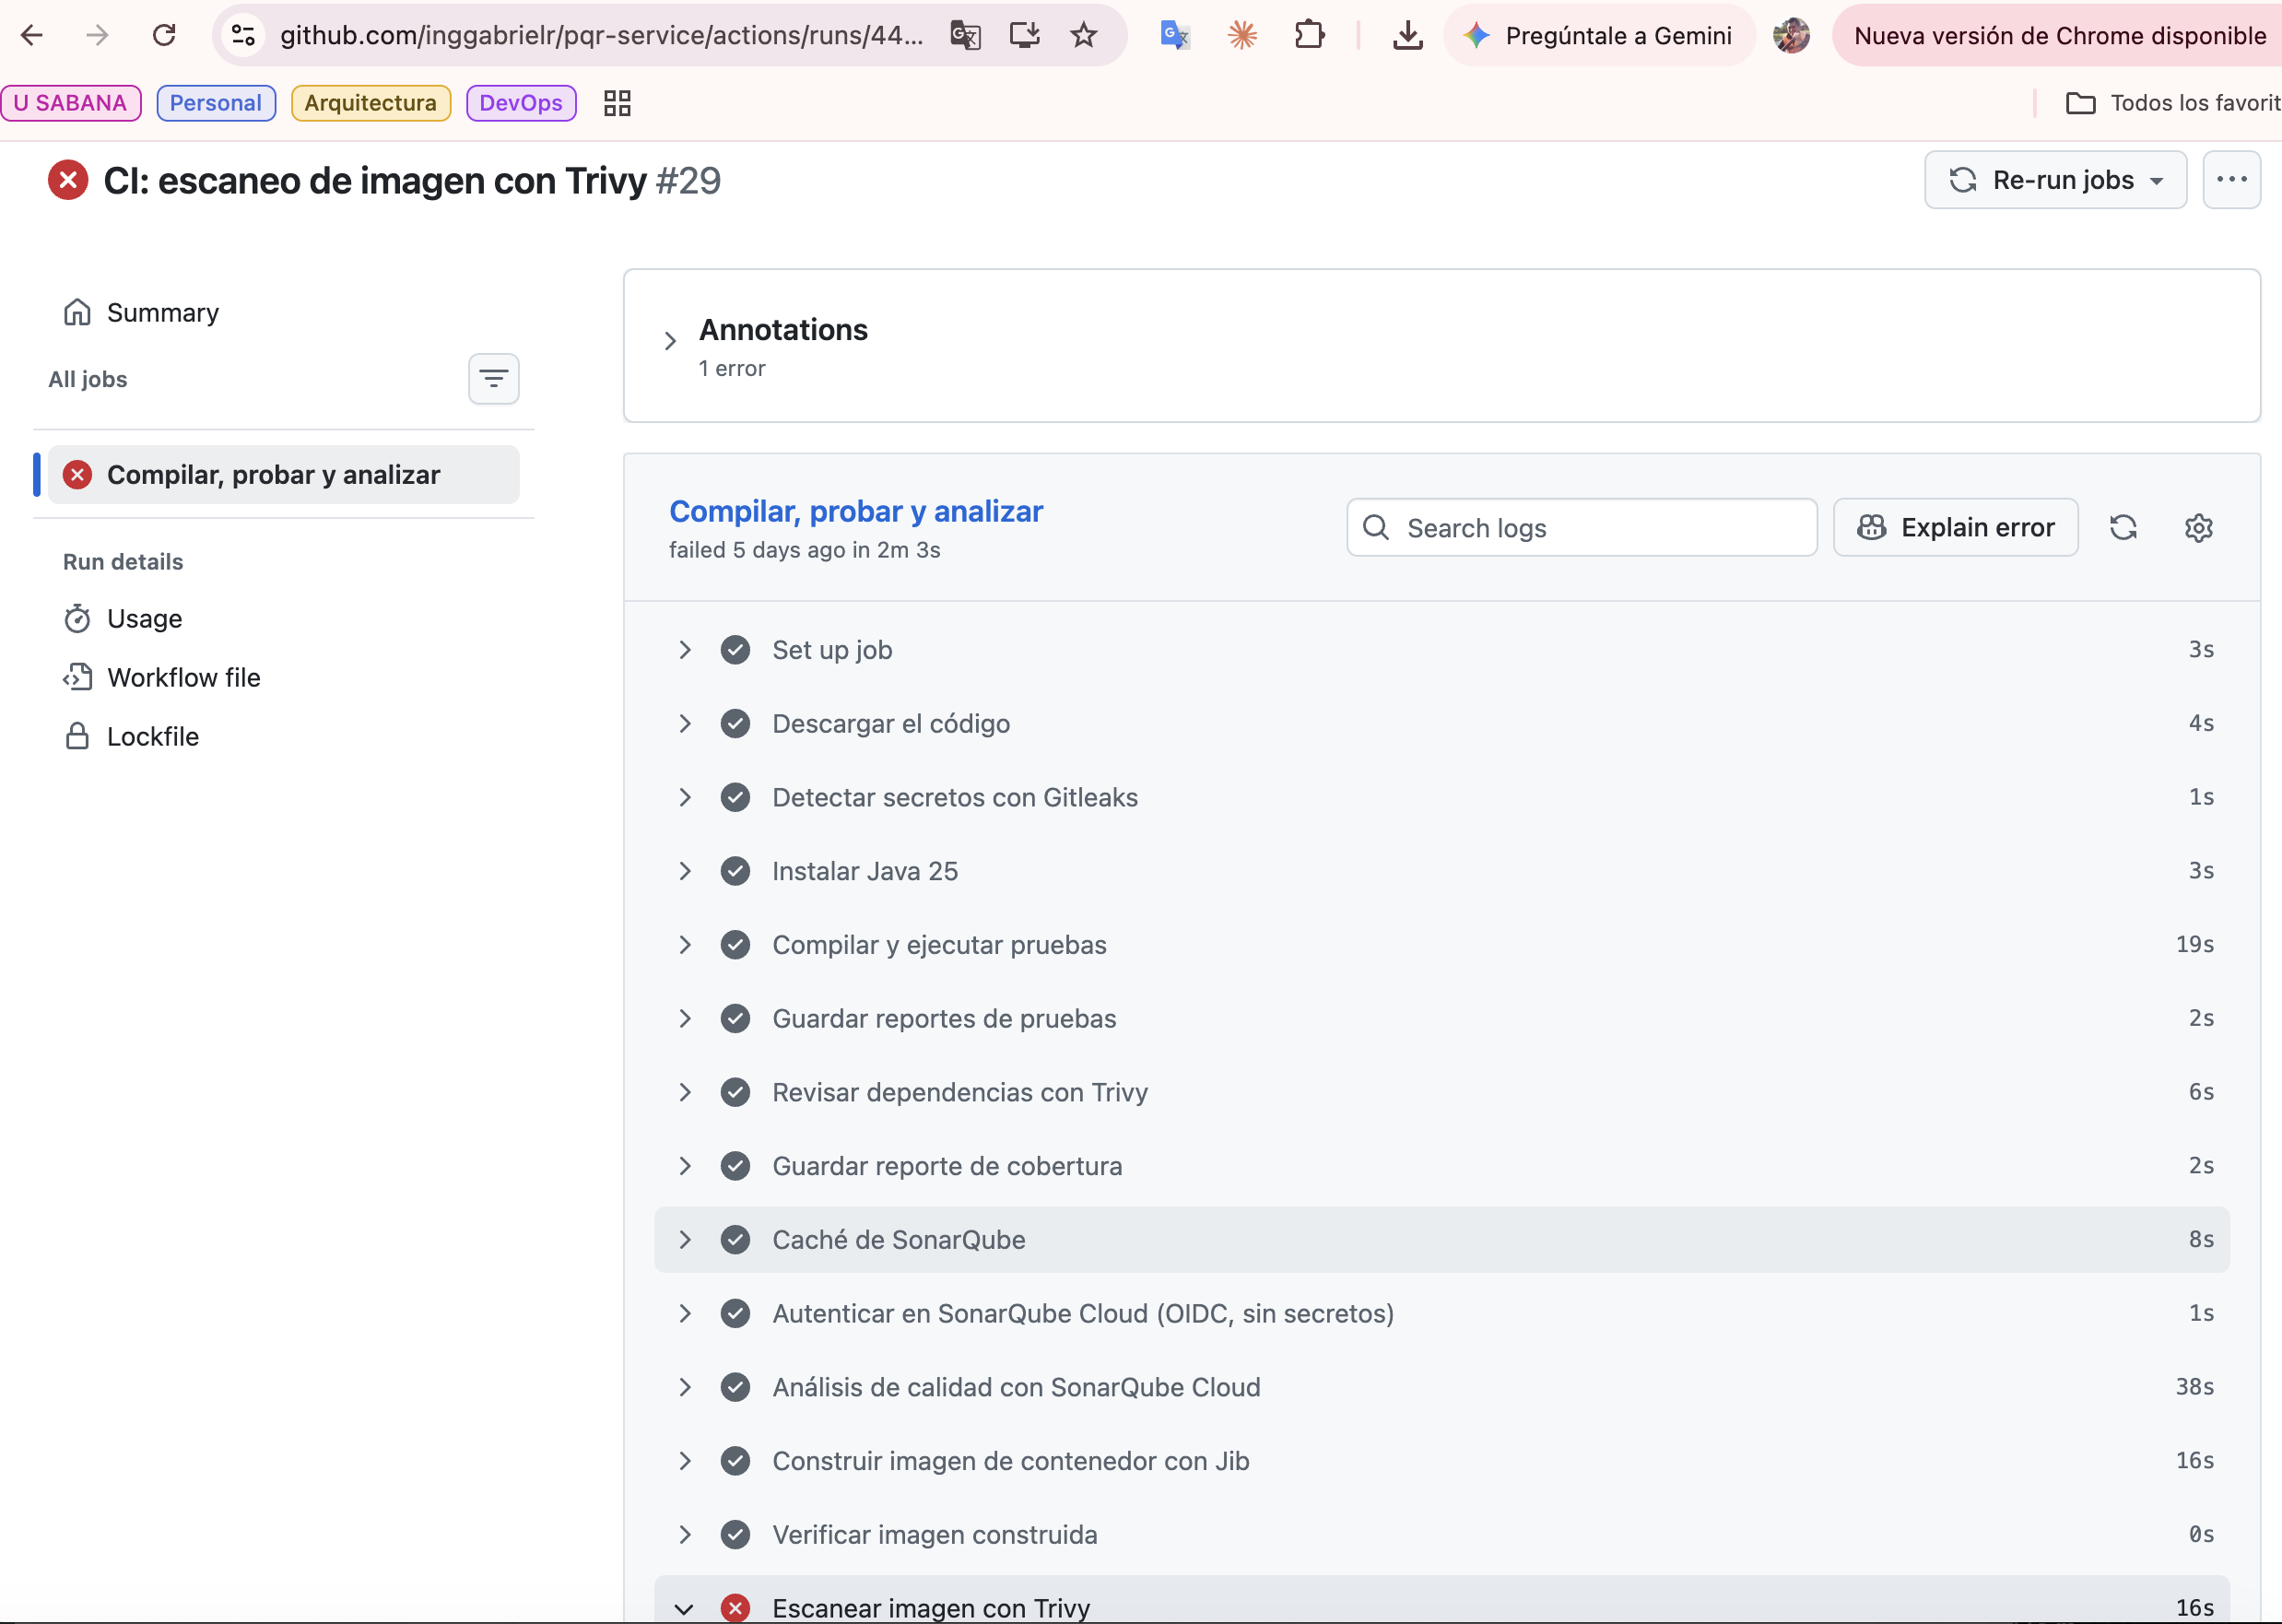 github.com/inggabrielr/pqr-service/actions/runs/44...
Pregúntale a Gemini
Nueva versión de Chrome disponible
U SABANA
Personal
Arquitectura
DevOps
Todos los favorit
CI: escaneo de imagen con Trivy #29
Re-run jobs
Summary
All jobs
Compilar, probar y analizar
Run details
Usage
Workflow file
Lockfile
Annotations
1 error
Compilar, probar y analizar
failed 5 days ago in 2m 3s
Search logs
Explain error
Set up job 3s
Descargar el código 4s
Detectar secretos con Gitleaks 1s
Instalar Java 25 3s
Compilar y ejecutar pruebas 19s
Guardar reportes de pruebas 2s
Revisar dependencias con Trivy 6s
Guardar reporte de cobertura 2s
Caché de SonarQube 8s
Autenticar en SonarQube Cloud (OIDC, sin secretos) 1s
Análisis de calidad con SonarQube Cloud 38s
Construir imagen de contenedor con Jib 16s
Verificar imagen construida 0s
Escanear imagen con Trivy 16s